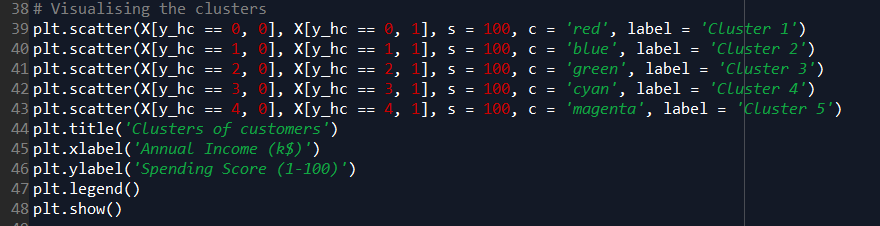 38 # Visualising the clusters
39 plt.scatter(X[y_hc == 0, 0], X[y_hc == 0, 1], s = 100, c = 'red', label = 'Cluster 1')
40 plt.scatter(X[y_hc == 1, 0], X[y_hc == 1, 1], s = 100, c = 'blue', label = 'Cluster 2')
41 plt.scatter(X[y_hc == 2, 0], X[y_hc == 2, 1], s = 100, c = 'green', label = 'Cluster 3')
42 plt.scatter(X[y_hc == 3, 0], X[y_hc == 3, 1], s = 100, c = 'cyan', label = 'Cluster 4')
43 plt.scatter(X[y_hc == 4, 0], X[y_hc == 4, 1], s = 100, c = 'magenta', label = 'Cluster 5')
44 plt.title('Clusters of customers')
45 plt.xlabel('Annual Income (k$)')
46 plt.ylabel('Spending Score (1-100)')
47 plt.legend()
48 plt.show()